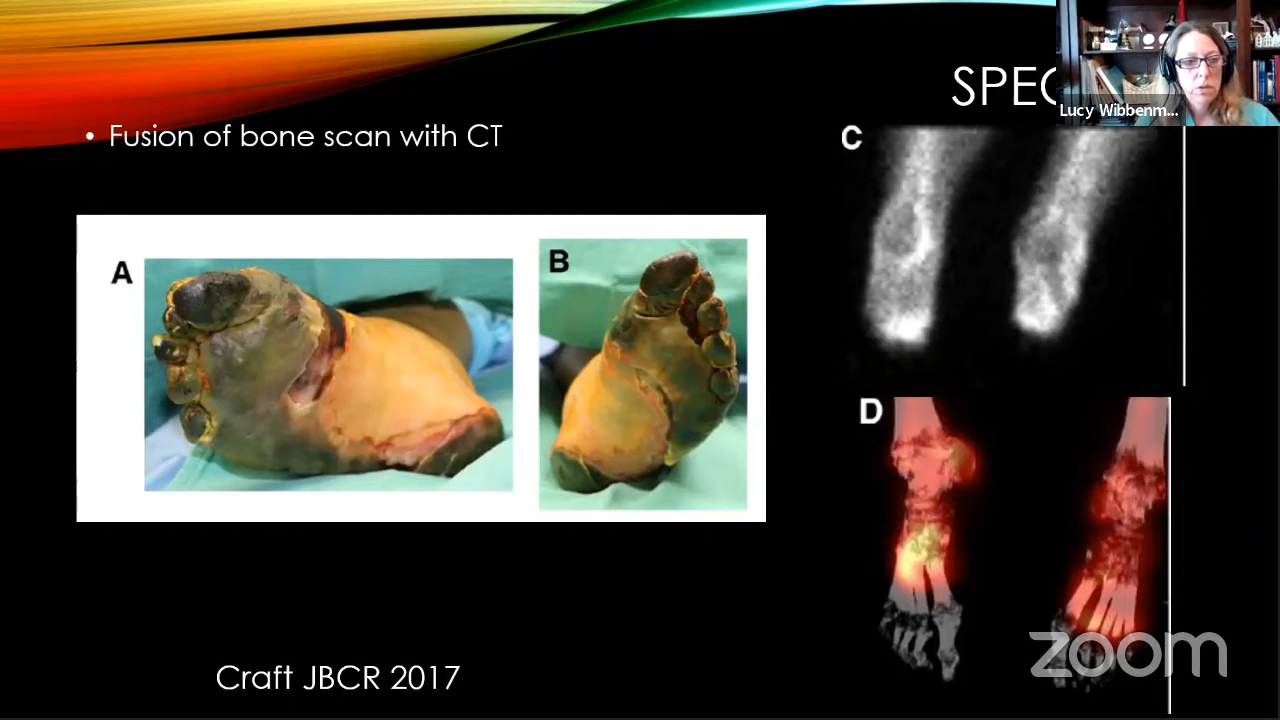 SPEC
Lucy Wibbenm...
• Fusion of bone scan with CT
A
B
C
D
Craft JBCR 2017
zoom